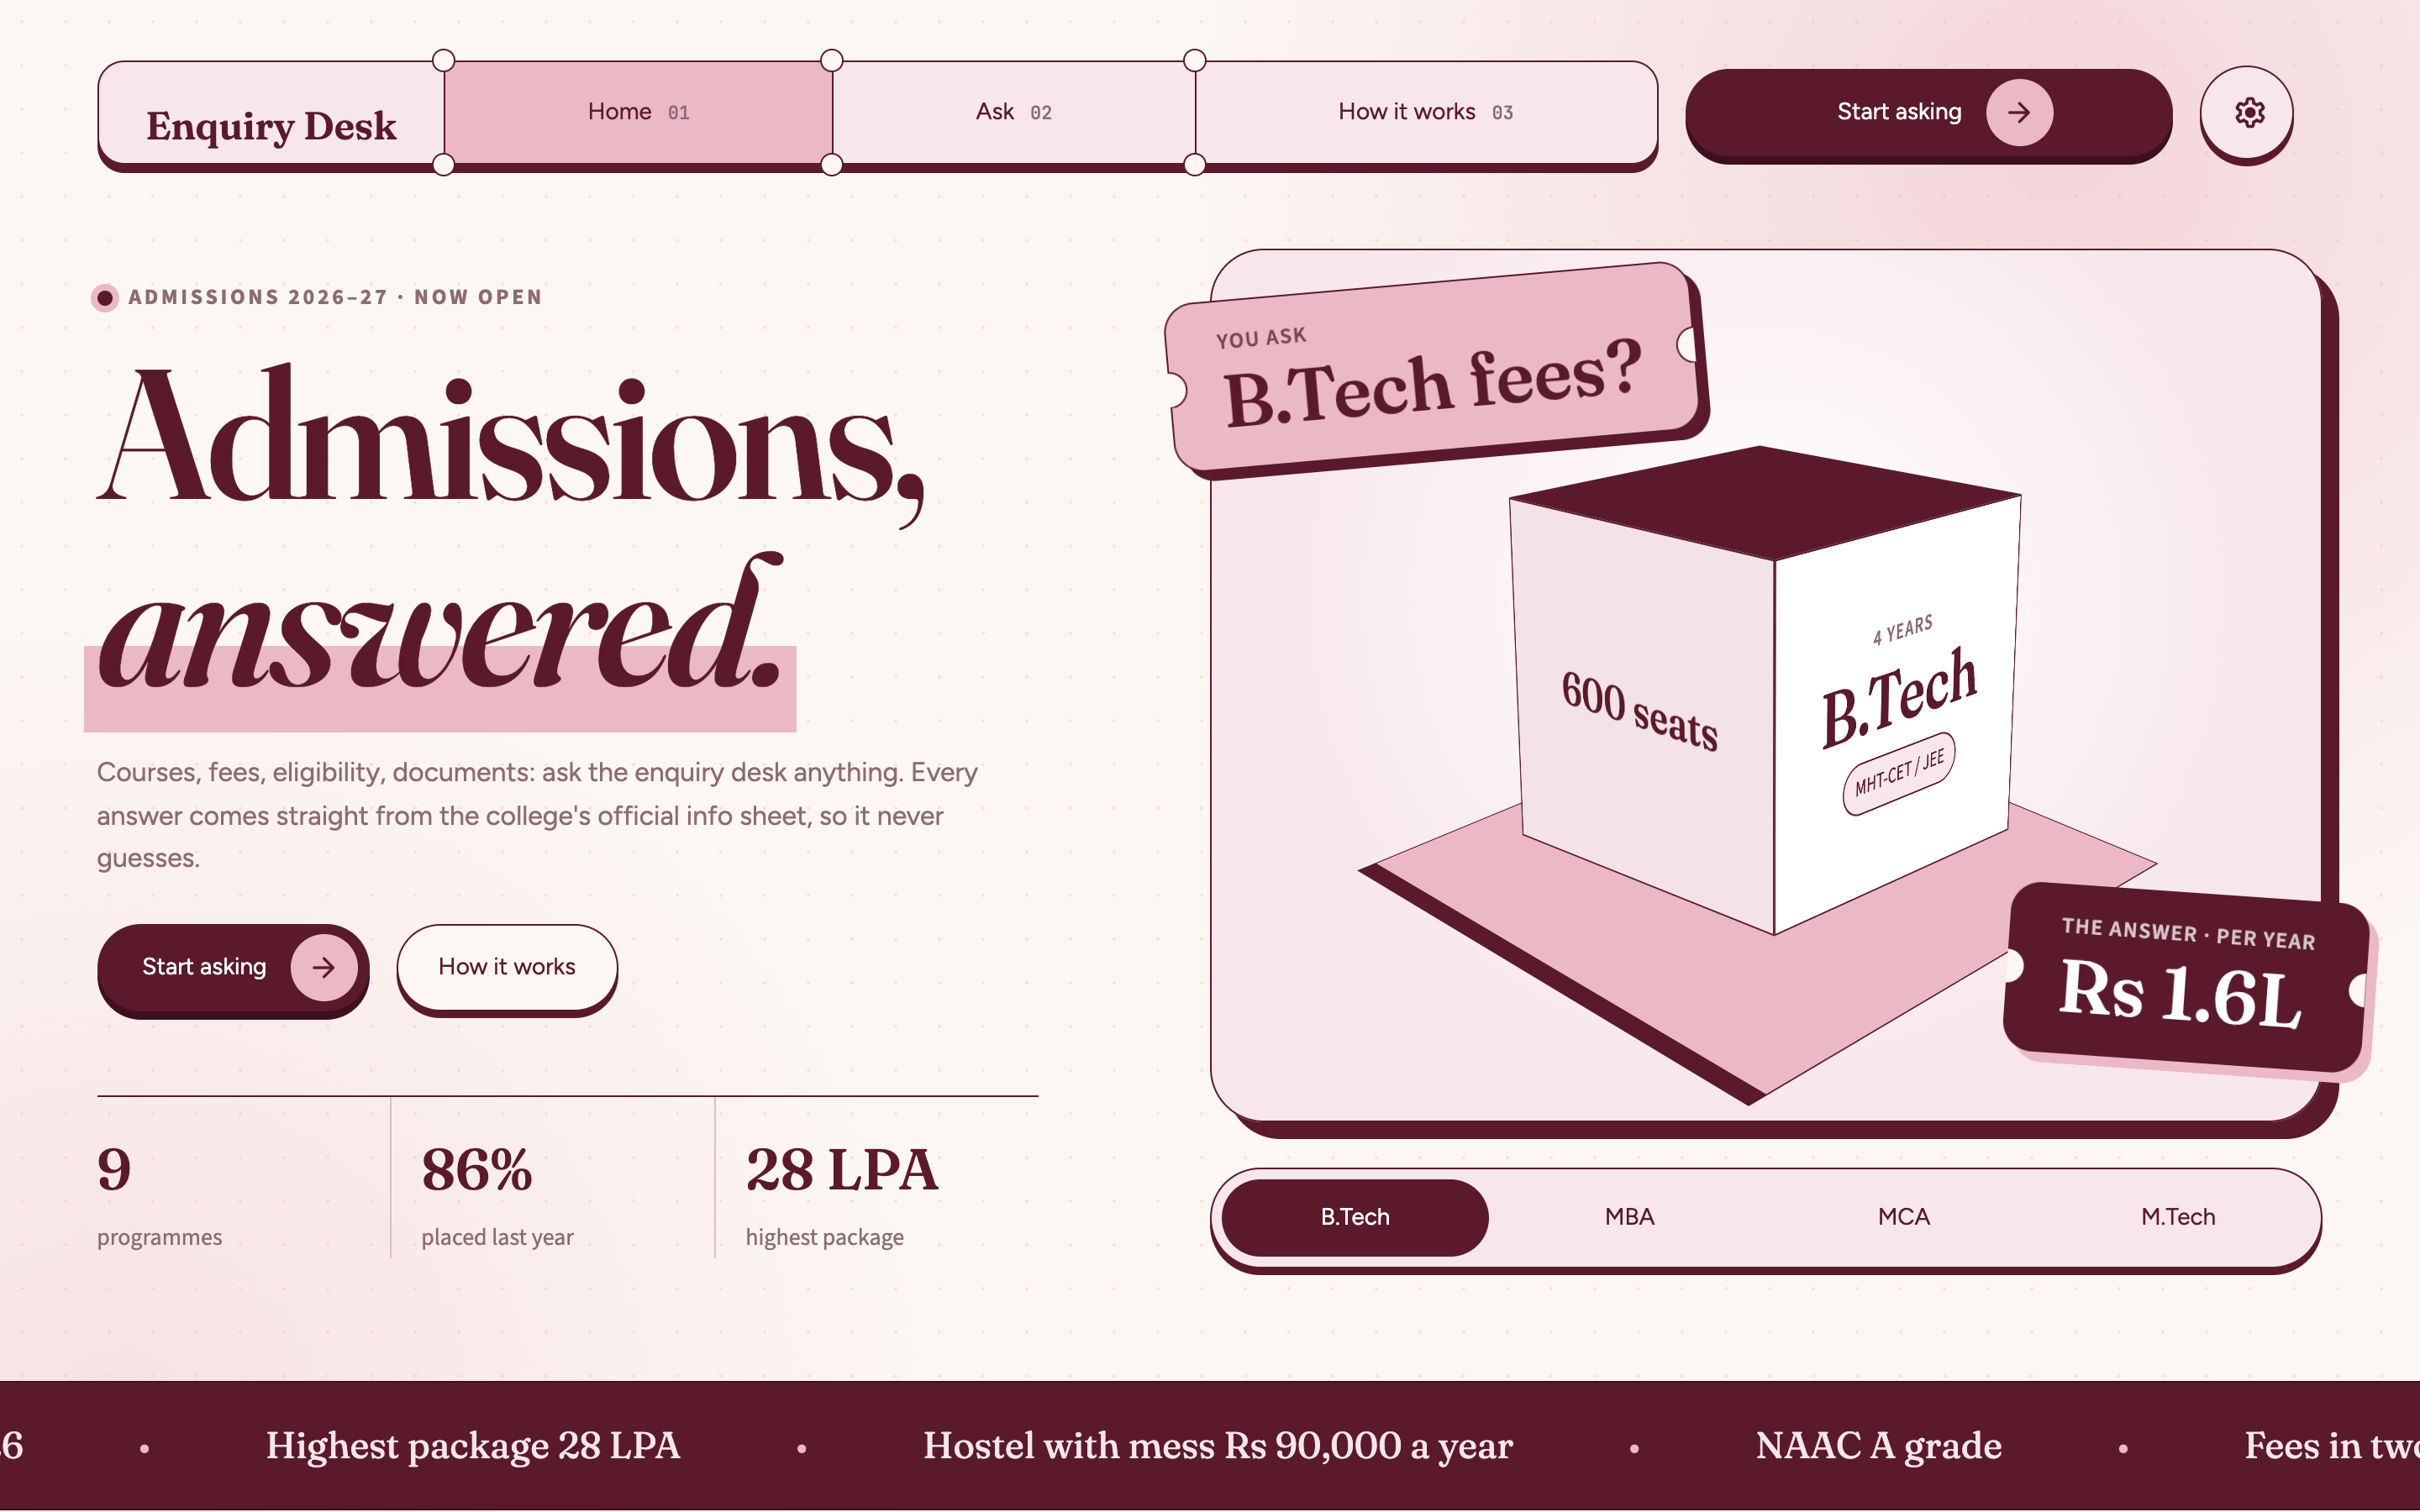 Enquiry Desk
Home 01
Ask 02
How it works 03
Start asking
ADMISSIONS 2026–27 · NOW OPEN
Admissions,
answered.
Courses, fees, eligibility, documents: ask the enquiry desk anything. Every
answer comes straight from the college's official info sheet, so it never
guesses.
Start asking
How it works
9
programmes
86%
placed last year
28 LPA
highest package
YOU ASK
B.Tech fees?
600 seats
4 YEARS
B.Tech
MHT-CET / JEE
THE ANSWER · PER YEAR
Rs 1.6L
B.Tech
MBA
MCA
M.Tech
6 • Highest package 28 LPA • Hostel with mess Rs 90,000 a year • NAAC A grade • Fees in